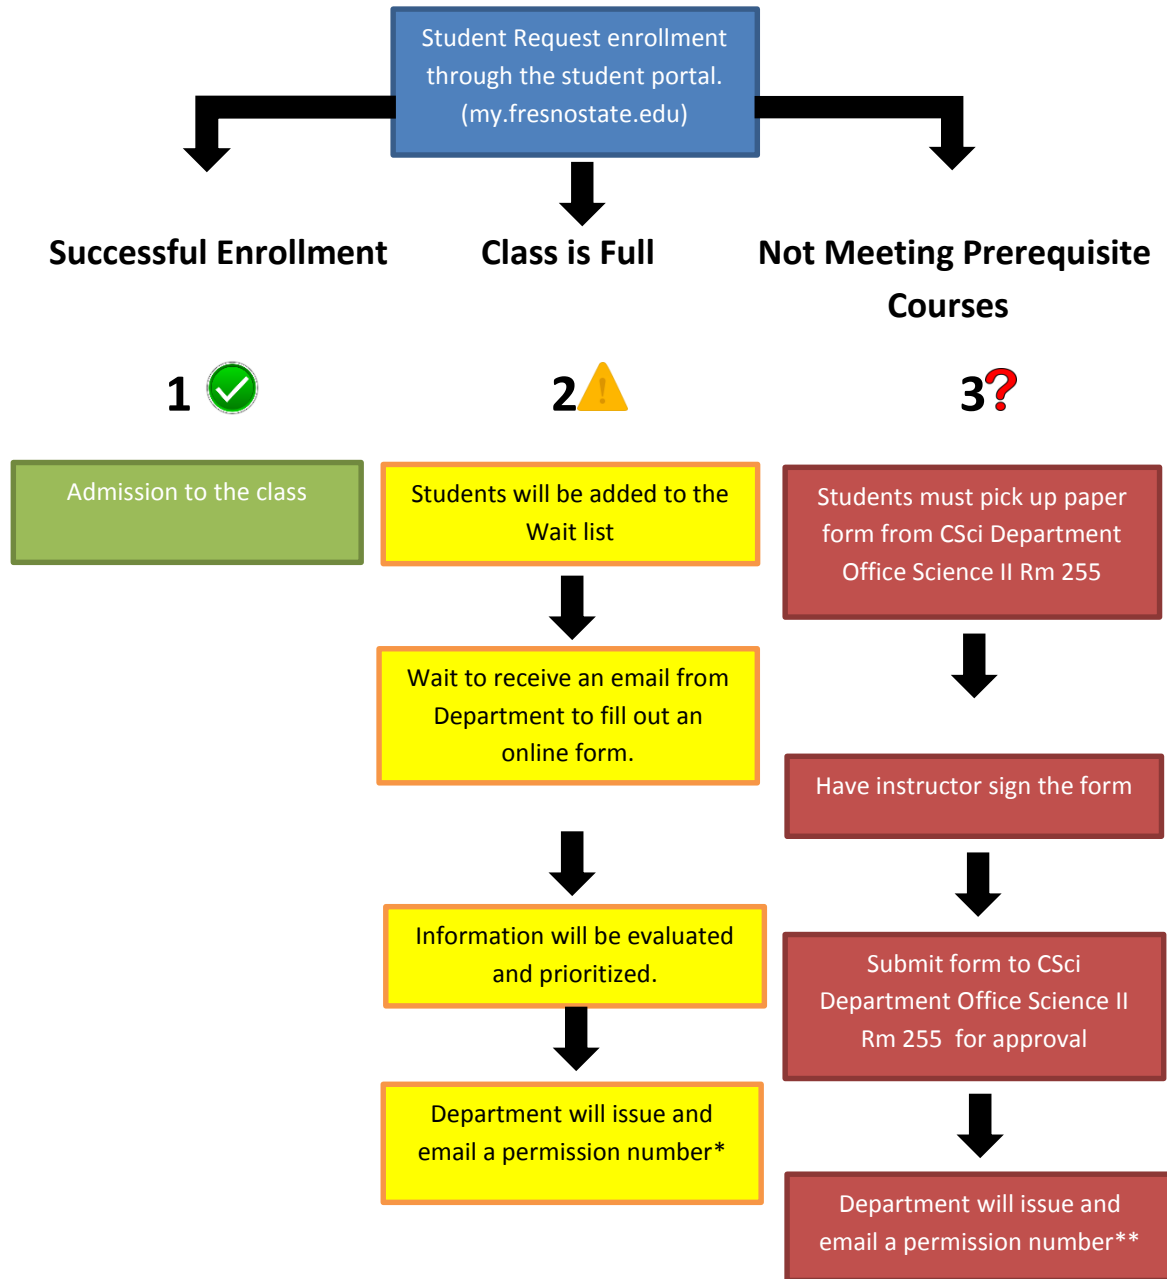 Student Request enrollment
through the student portal.
(my.fresnostate.edu)
Successful Enrollment
Class is Full
Not Meeting Prerequisite
Courses
1
2
3
Admission to the class
Students will be added to the
Wait list
Wait to receive an email from
Department to fill out an
online form.
Information will be evaluated
and prioritized.
Department will issue and
email a permission number*
Students must pick up paper
form from CSci Department
Office Science II Rm 255
Have instructor sign the form
Submit form to CSci
Department Office Science II
Rm 255 for approval
Department will issue and
email a permission number**